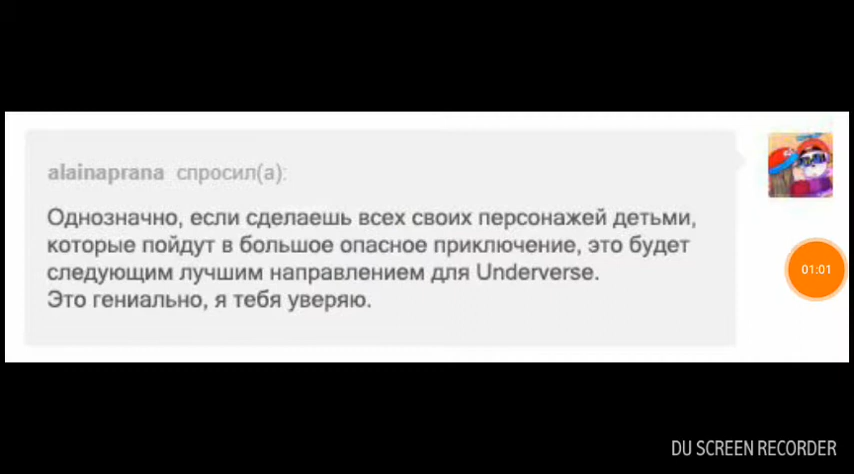 alainaprana спросил(а):
Однозначно, если сделаешь всех своих персонажей детьми,
которые пойдут в большое опасное приключение, это будет
следующим лучшим направлением для Underverse.
Это гениально, я тебя уверяю.
01:01
DU SCREEN RECORDER